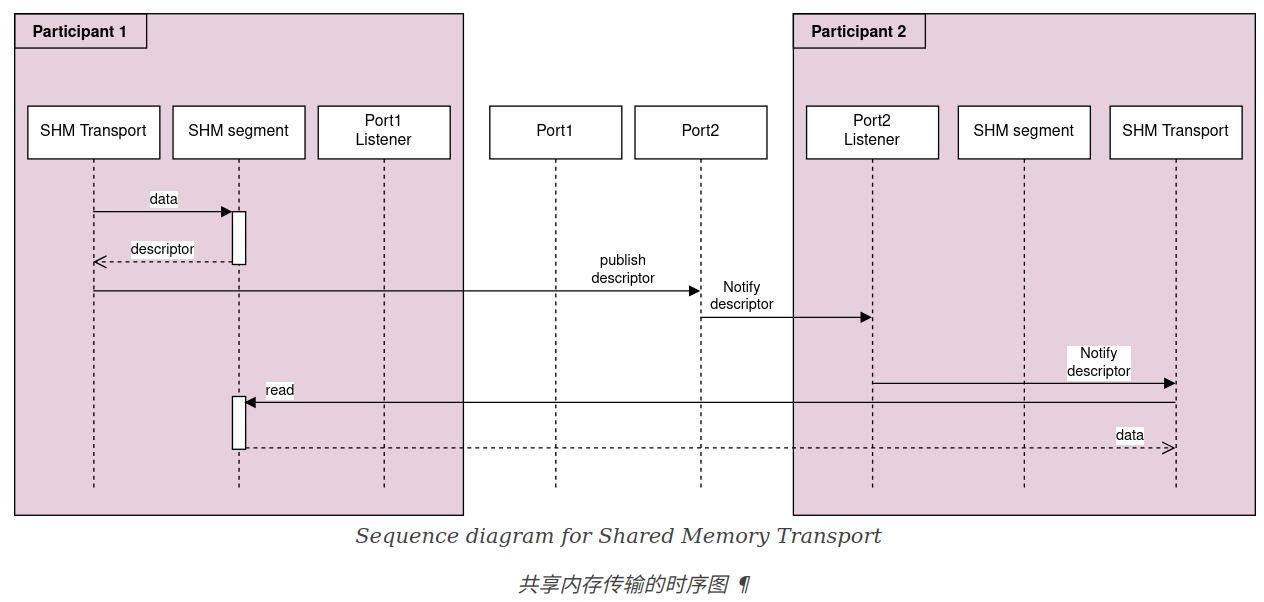 Participant 1
Participant 2
SHM Transport
SHM segment
Port1
Listener
Port1
Port2
Port2
Listener
SHM segment
SHM Transport
data
descriptor
publish
descriptor
Notify
descriptor
Notify
descriptor
read
data
Sequence diagram for Shared Memory Transport
共享内存传输的时序图 ¶